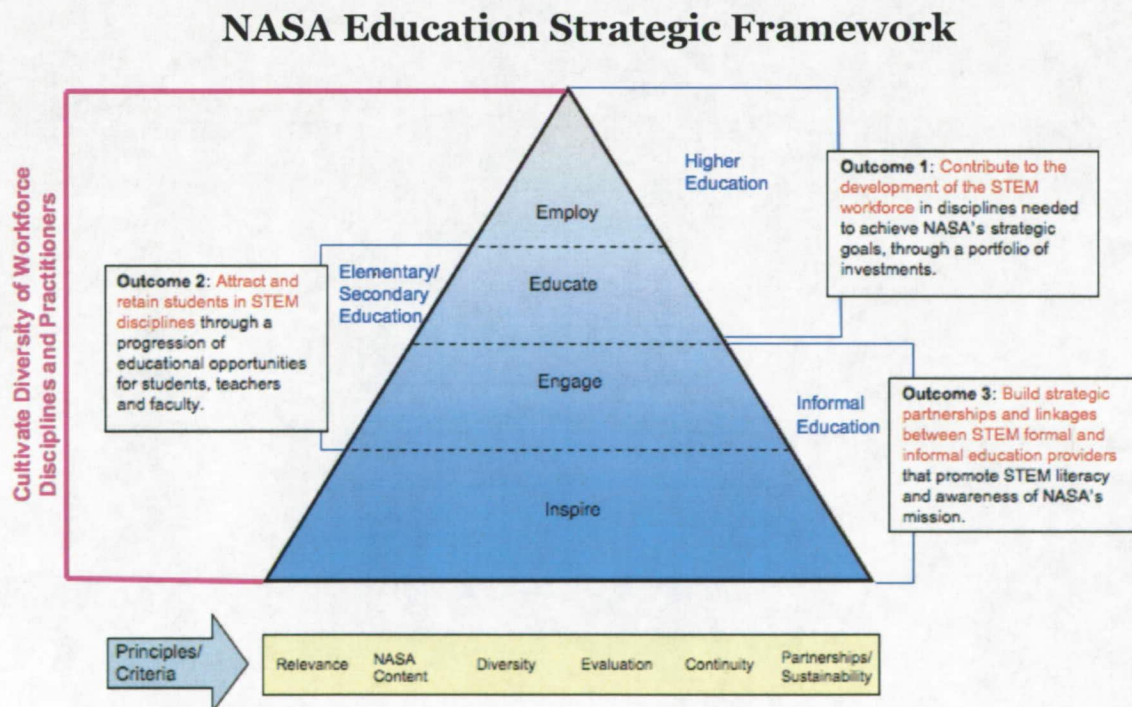 NASA Education Strategic Framework
Cultivate Diversity of Workforce
Disciplines and Practitioners
Higher
Education
Outcome 1: Contribute to the
development of the STEM
workforce in disciplines needed
to achieve NASA's strategic
goals, through a portfolio of
investments.
Employ
Outcome 2: Attract and
retain students in STEM
disciplines through a
progression of
educational opportunities
for students, teachers
and faculty.
Elementary/
Secondary
Education
Educate
Engage
Informal
Education
Outcome 3: Build strategic
partnerships and linkages
between STEM formal and
informal education providers
that promote STEM literacy
and awareness of NASA's
mission.
Inspire
Principles/
Criteria
Relevance
NASA
Content
Diversity
Evaluation
Continuity
Partnerships/
Sustainability